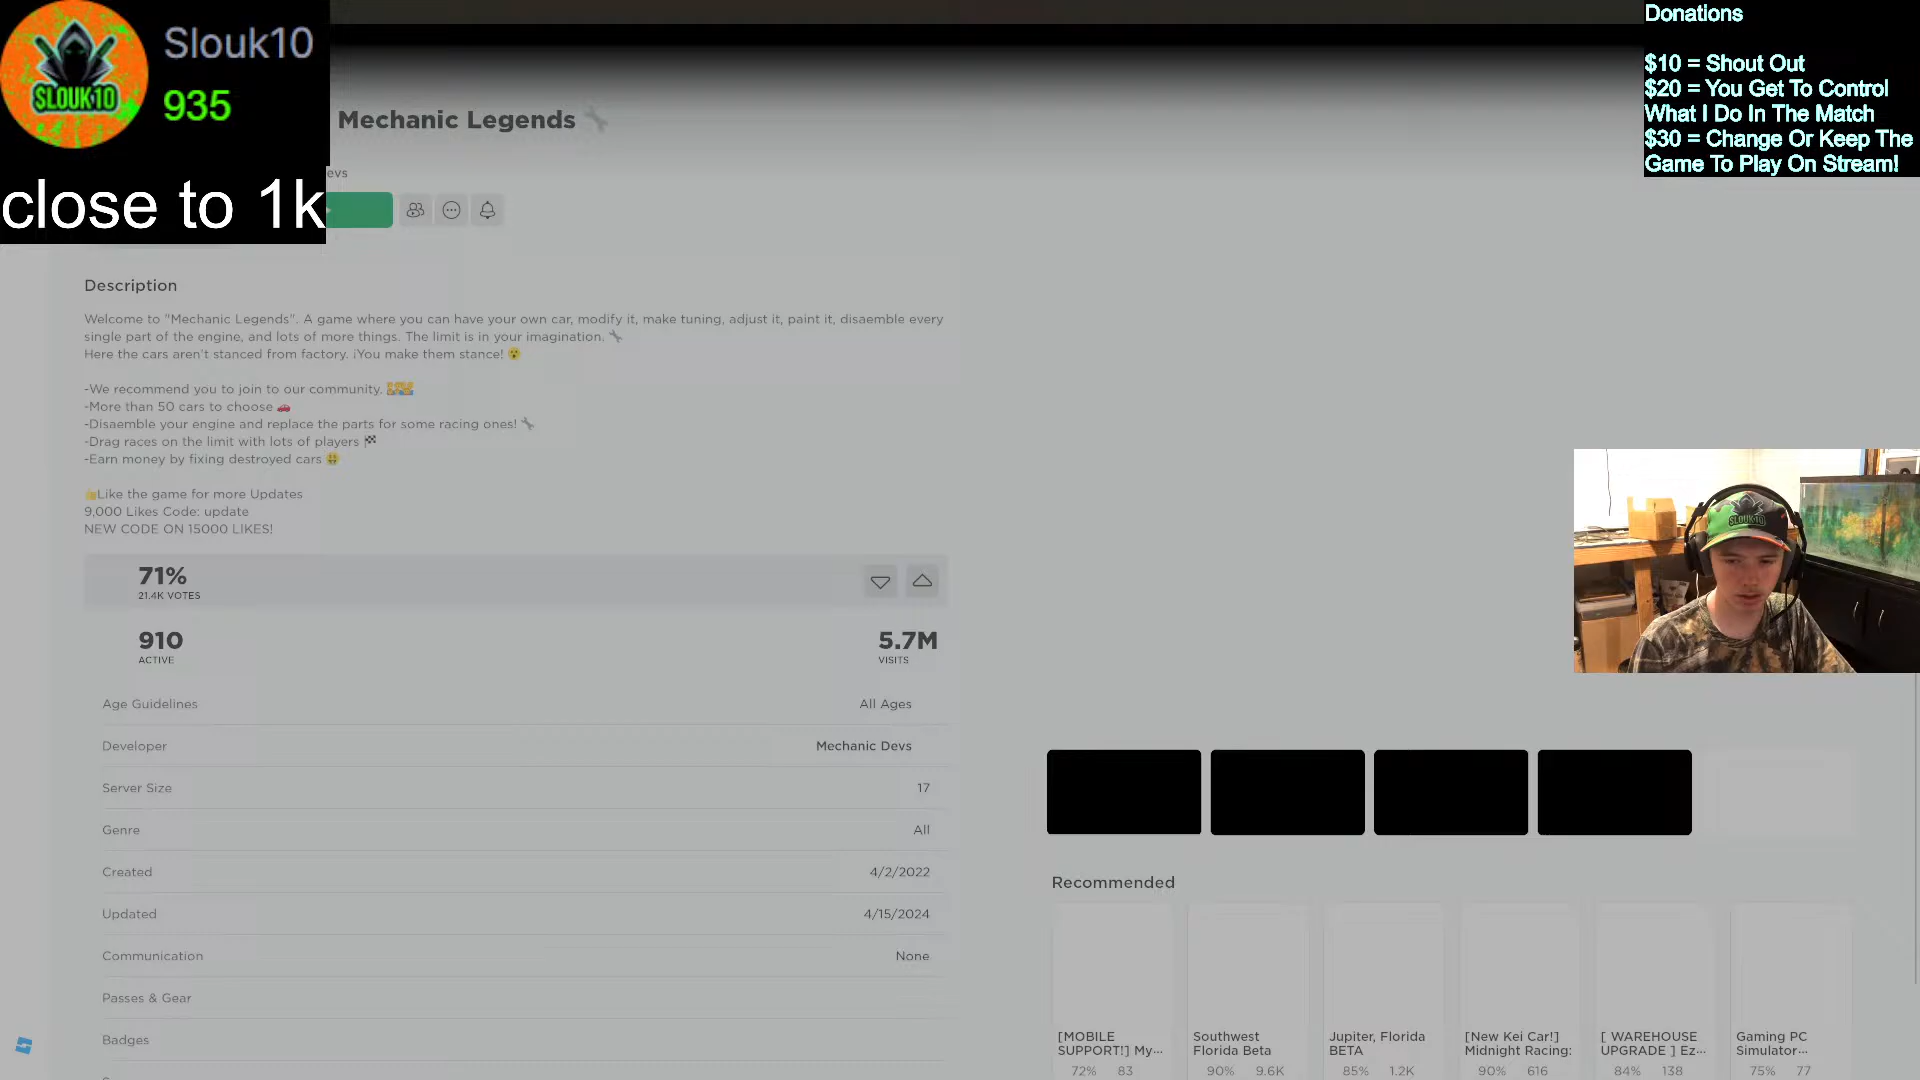 SLOUK10
Slouk10
935
close to 1k
Donations
$10 = Shout Out
$20 = You Get To Control
What I Do In The Match
$30 = Change Or Keep The
Game To Play On Stream!
Mechanic Legends
evs
Description
Welcome to "Mechanic Legends". A game where you can have your own car, modify it, make tuning, adjust it, paint it, disaemble every
single part of the engine, and lots of more things. The limit is in your imagination. 🔧
Here the cars aren't stanced from factory. ¡You make them stance! 😯
-We recommend you to join to our community.
-More than 50 cars to choose 🚗
-Disaemble your engine and replace the parts for some racing ones! 🔧
-Drag races on the limit with lots of players 🏁
-Earn money by fixing destroyed cars 🤑
👍Like the game for more Updates
9,000 Likes Code: update
NEW CODE ON 15000 LIKES!
71%
21.4K VOTES
910
ACTIVE
5.7M
VISITS
Age Guidelines All Ages
Developer Mechanic Devs
Server Size 17
Genre All
Created 4/2/2022
Updated 4/15/2024
Communication None
Passes & Gear
Badges
SLOUK10
Recommended
[MOBILE
SUPPORT!] My...
72% 83
Southwest
Florida Beta
90% 9.6K
Jupiter, Florida
BETA
85% 1.2K
[New Kei Car!]
Midnight Racing:
90% 616
[ WAREHOUSE
UPGRADE ] Ez...
84% 138
Gaming PC
Simulator...
75% 77